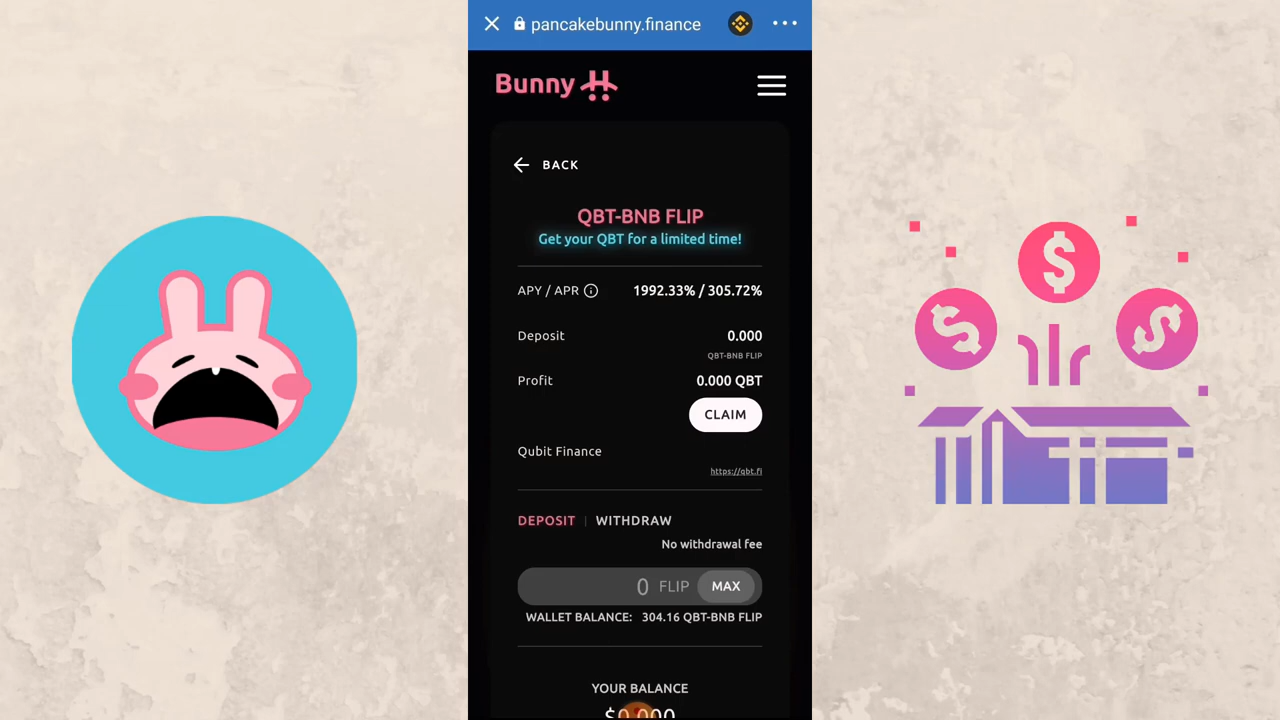 pancakebunny.finance
Bunny
BACK
QBT-BNB FLIP
Get your QBT for a limited time!
APY / APR 1992.33% / 305.72%
Deposit 0.000
QBT-BNB FLIP
Profit 0.000 QBT
CLAIM
Qubit Finance
https://qbt.fi
DEPOSIT | WITHDRAW
No withdrawal fee
0 FLIP MAX
WALLET BALANCE: 304.16 QBT-BNB FLIP
YOUR BALANCE
$0.000